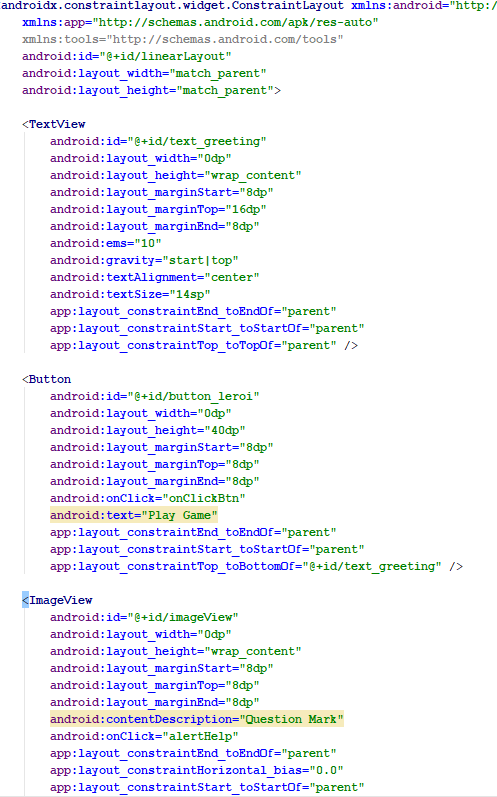 androidx.constraintlayout.widget.ConstraintLayout xmlns:android="http:/
xmlns:app="http://schemas.android.com/apk/res-auto"
xmlns:tools="http://schemas.android.com/tools"
android:id="@+id/linearLayout"
android:layout_width="match_parent"
android:layout_height="match_parent">
<TextView
android:id="@+id/text_greeting"
android:layout_width="0dp"
android:layout_height="wrap_content"
android:layout_marginStart="8dp"
android:layout_marginTop="16dp"
android:layout_marginEnd="8dp"
android:ems="10"
android:gravity="start|top"
android:textAlignment="center"
android:textSize="14sp"
app:layout_constraintEnd_toEndOf="parent"
app:layout_constraintStart_toStartOf="parent"
app:layout_constraintTop_toTopOf="parent" />
<Button
android:id="@+id/button_leroi"
android:layout_width="0dp"
android:layout_height="40dp"
android:layout_marginStart="8dp"
android:layout_marginTop="8dp"
android:layout_marginEnd="8dp"
android:onClick="onClickBtn"
android:text="Play Game"
app:layout_constraintEnd_toEndOf="parent"
app:layout_constraintStart_toStartOf="parent"
app:layout_constraintTop_toBottomOf="@+id/text_greeting" />
<ImageView
android:id="@+id/imageView"
android:layout_width="0dp"
android:layout_height="wrap_content"
android:layout_marginStart="8dp"
android:layout_marginTop="8dp"
android:layout_marginEnd="8dp"
android:contentDescription="Question Mark"
android:onClick="alertHelp"
app:layout_constraintEnd_toEndOf="parent"
app:layout_constraintHorizontal_bias="0.0"
app:layout_constraintStart_toStartOf="parent"